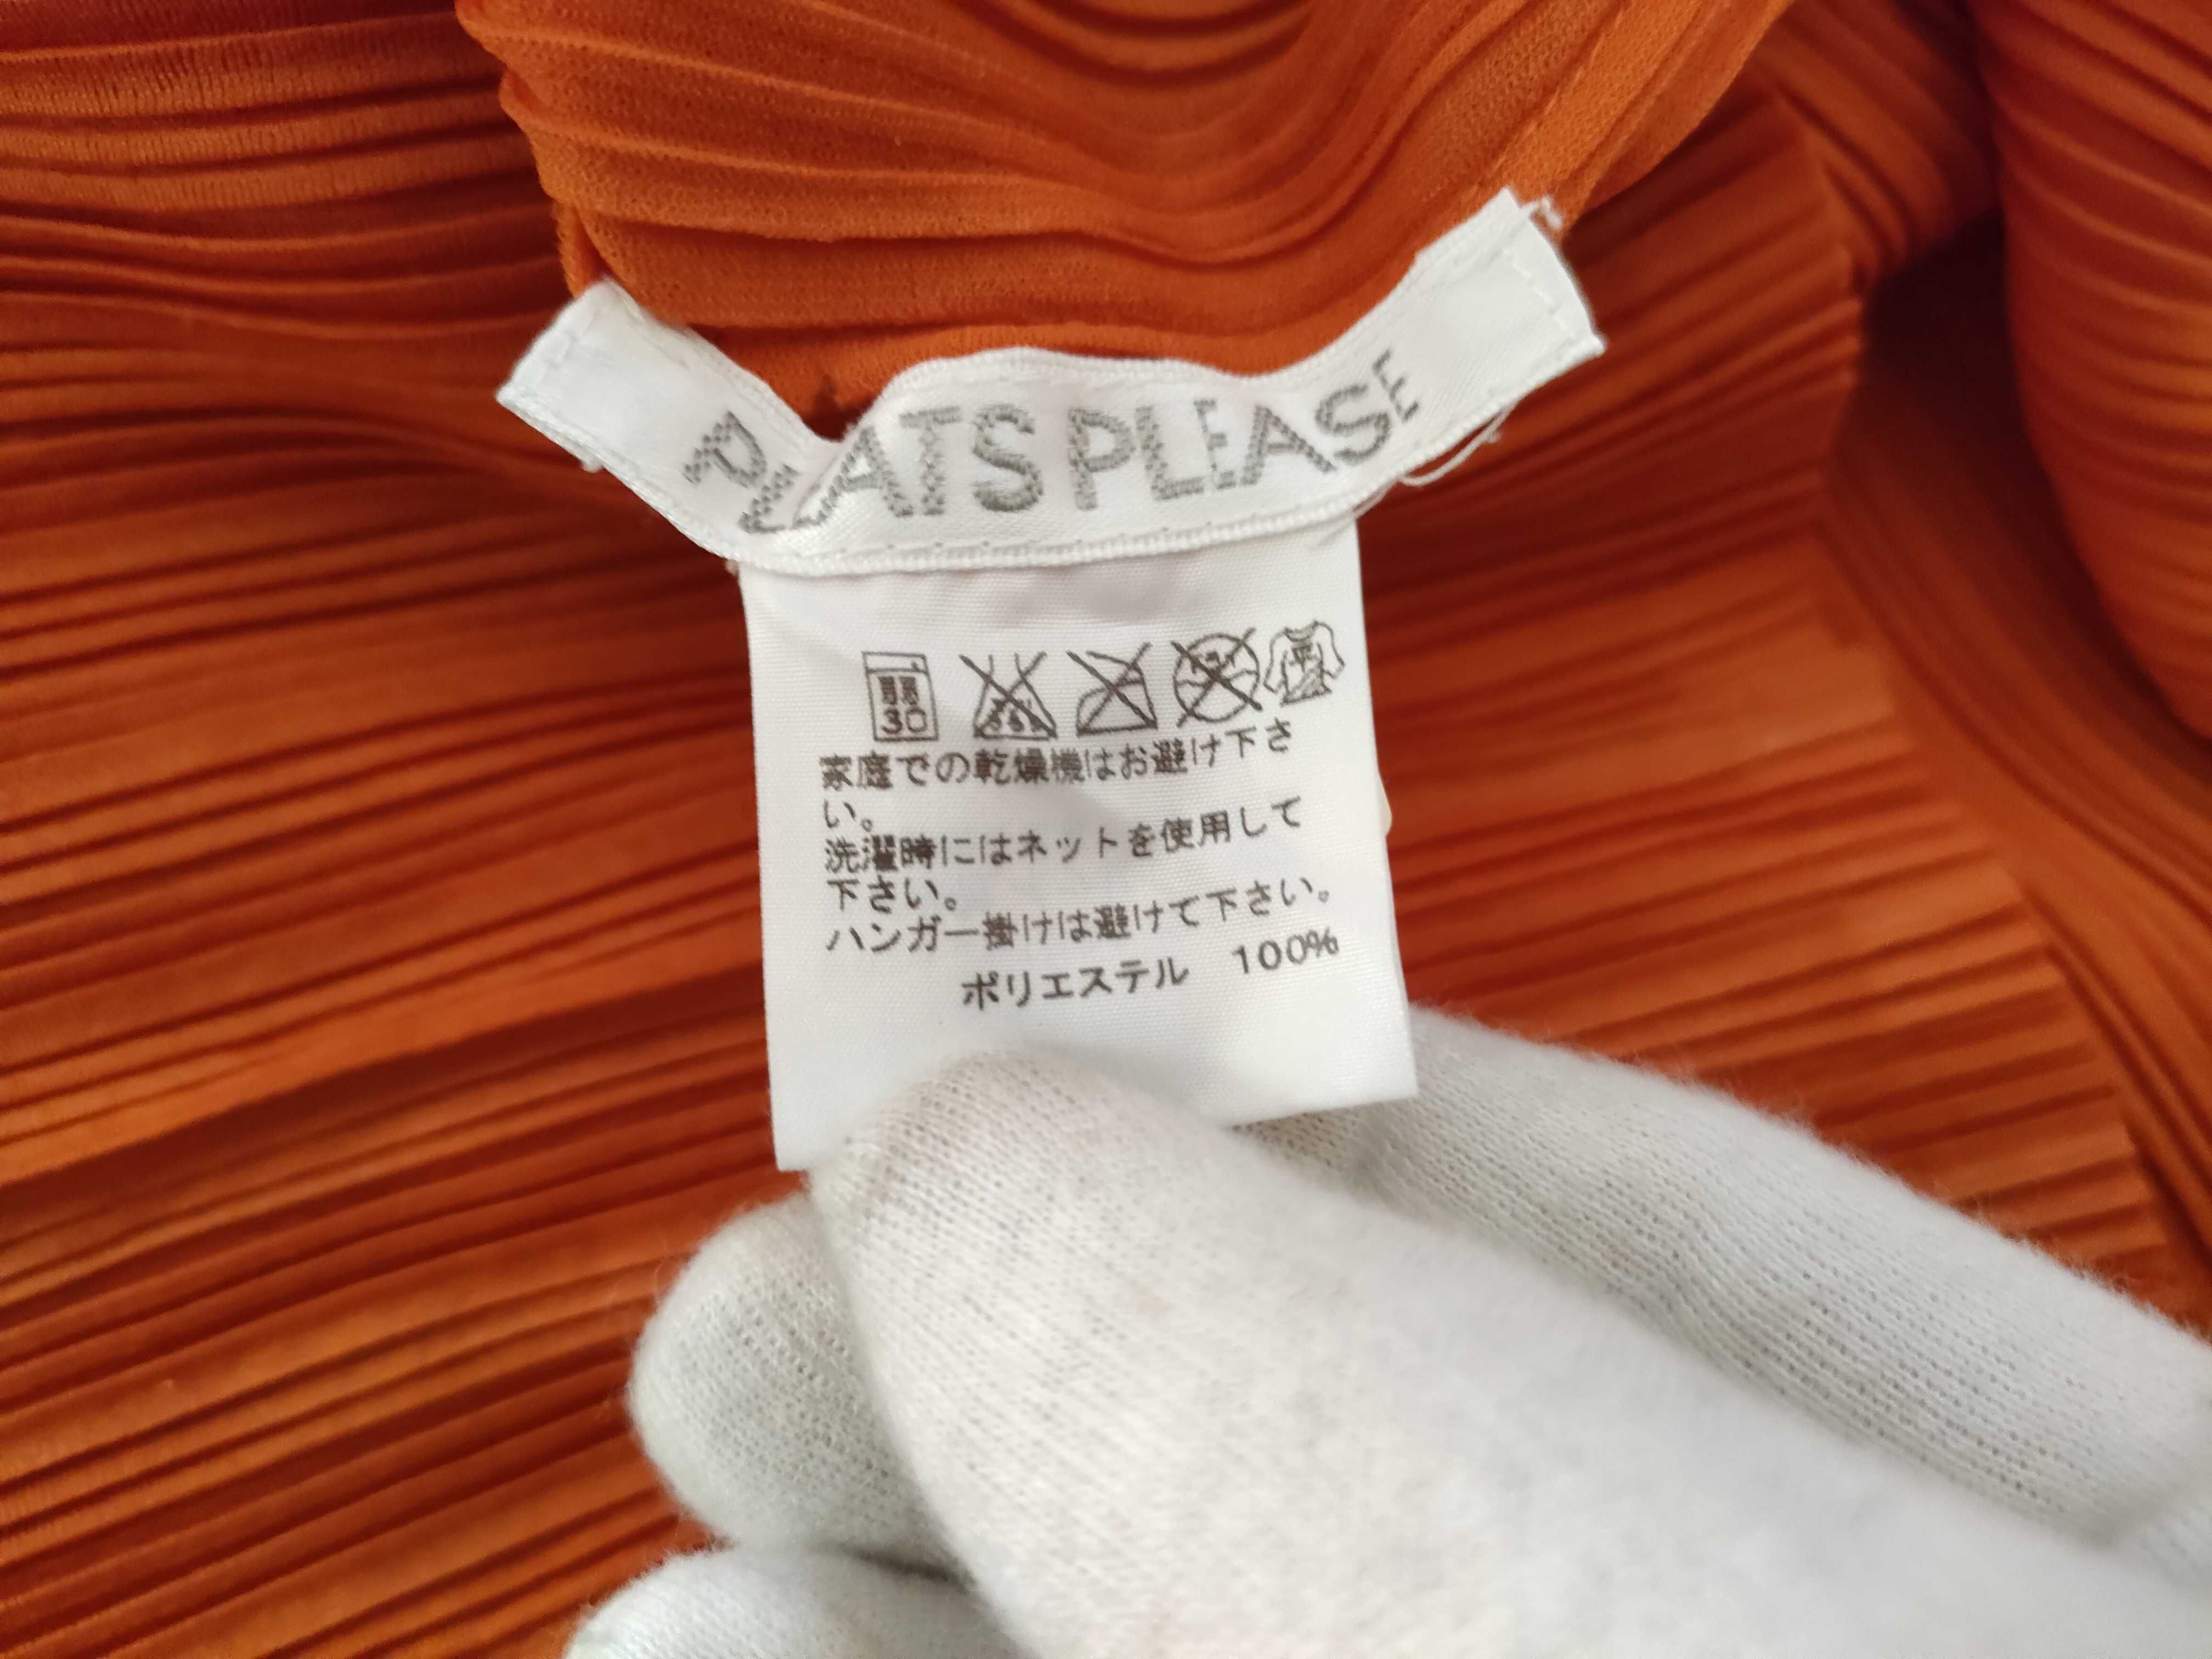 PLEATS PLEASE
弱
30
家庭での乾燥機はお避け下さ
い。
洗濯時にはネットを使用して
下さい。
ハンガー掛けは避けて下さい。
ポリエステル 100%